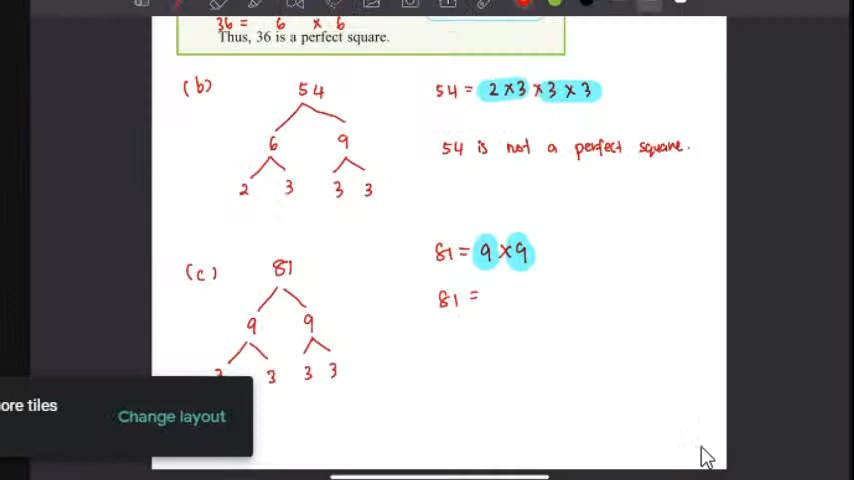 36 = 6 x 6
Thus, 36 is a perfect square.
(b) 54 54 = 2 x 3 x 3 x 3
6 9 54 is not a perfect square.
2 3 3 3
81 = 9 x 9
(c) 81
81 =
9 9
3 3 3 3
ore tiles
Change layout